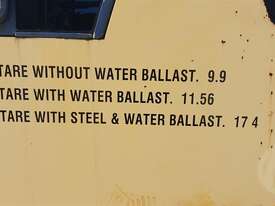 TARE WITHOUT WATER BALLAST. 9.9
TARE WITH WATER BALLAST. 11.56
TARE WITH STEEL & WATER BALLAST. 17 4